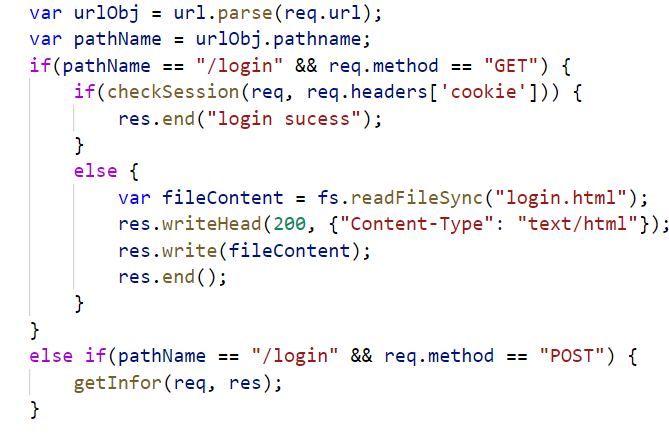 var urlObj = url.parse(req.url);
var pathName = urlObj.pathname;
if(pathName == "/login" && req.method == "GET") {
    if(checkSession(req, req.headers['cookie'])) {
        res.end("login sucess");
    }
    else {
        var fileContent = fs.readFileSync("login.html");
        res.writeHead(200, {"Content-Type": "text/html"});
        res.write(fileContent);
        res.end();
    }
}
else if(pathName == "/login" && req.method == "POST") {
    getInfor(req, res);
}